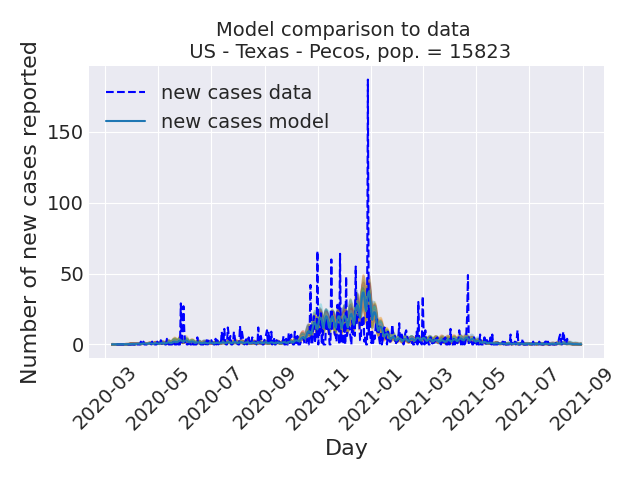 Model comparison to data
US - Texas - Pecos, pop. = 15823
Number of new cases reported
new cases data
new cases model
150
100
50
0
2020-03
2020-05
2020-07
2020-09
2020-11
2021-01
2021-03
2021-05
2021-07
2021-09
Day